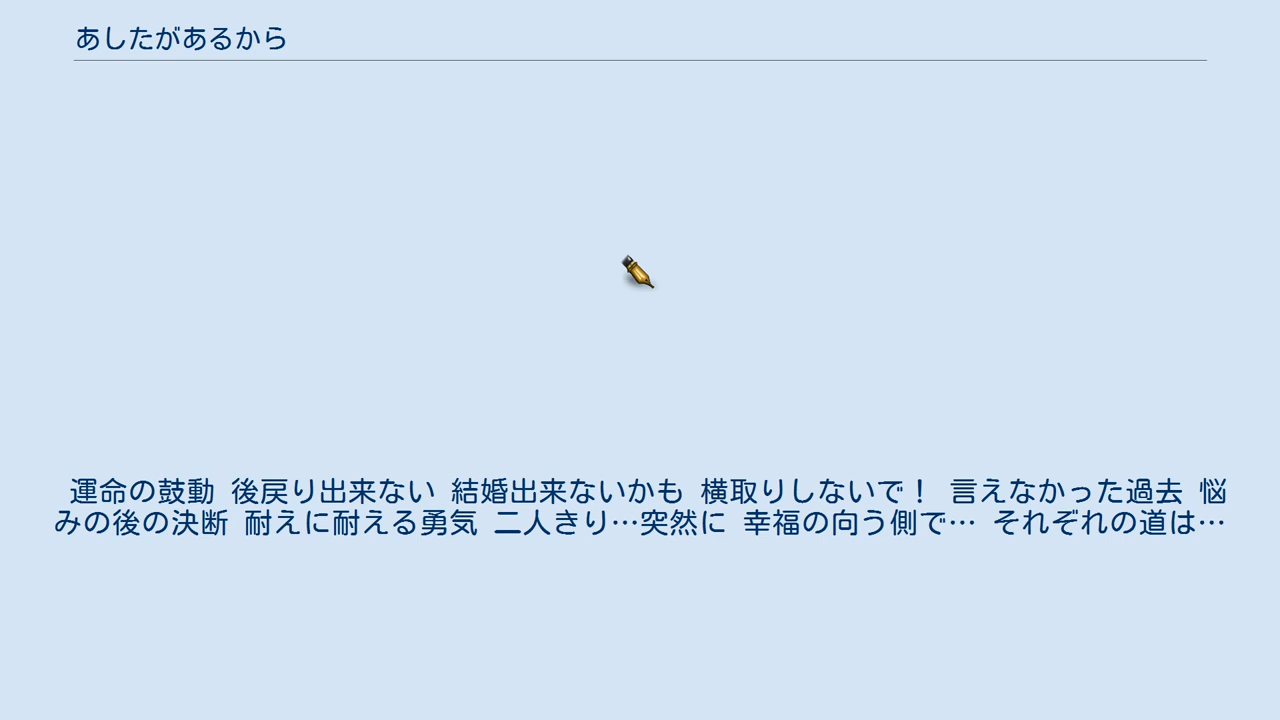 あしたがあるから
運命の鼓動 後戻り出来ない 結婚出来ないかも 横取りしないで！ 言えなかった過去 悩
みの後の決断 耐えに耐える勇気 二人きり…突然に 幸福の向う側で… それぞれの道は…